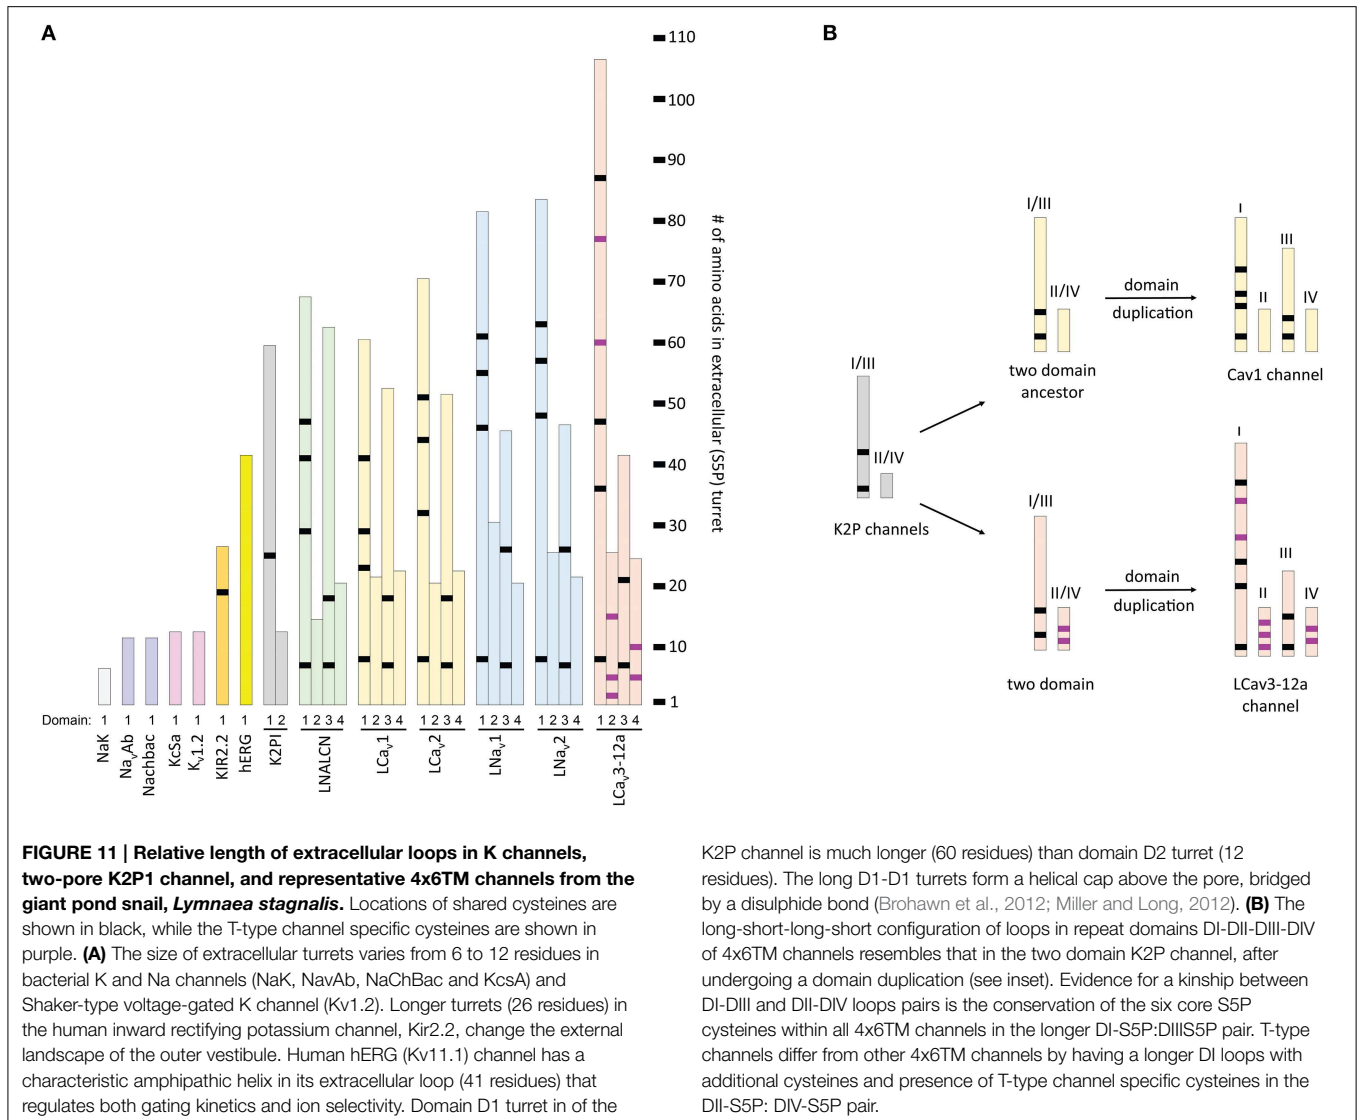 A
110
100
90
80
70
60
50
40
30
20
10
1
# of amino acids in extracellular (S5P) turret
Domain: 1 1 1 1 1 1 1 1 2 1 2 3 4 1 2 3 4 1 2 3 4 1 2 3 4 1 2 3 4 1 2 3 4
NaK
NavAb
Nachbac
KcSa
Kv1.2
KIR2.2
hERG
K2PI
LNALCN
LCav1
LCav2
LNav1
LNav2
LCav3-12a
B
I/III
II/IV
K2P channels
I/III
II/IV
two domain
ancestor
domain
duplication
I
II
III
IV
Cav1 channel
I/III
II/IV
two domain
domain
duplication
I
II
III
IV
LCav3-12a
channel
FIGURE 11 | Relative length of extracellular loops in K channels,
two-pore K2P1 channel, and representative 4x6TM channels from the
giant pond snail, Lymnaea stagnalis. Locations of shared cysteines are
shown in black, while the T-type channel specific cysteines are shown in
purple. (A) The size of extracellular turrets varies from 6 to 12 residues in
bacterial K and Na channels (NaK, NavAb, NaChBac and KcsA) and
Shaker-type voltage-gated K channel (Kv1.2). Longer turrets (26 residues) in
the human inward rectifying potassium channel, Kir2.2, change the external
landscape of the outer vestibule. Human hERG (Kv11.1) channel has a
characteristic amphipathic helix in its extracellular loop (41 residues) that
regulates both gating kinetics and ion selectivity. Domain D1 turret in of the
K2P channel is much longer (60 residues) than domain D2 turret (12
residues). The long D1-D1 turrets form a helical cap above the pore, bridged
by a disulphide bond (Brohawn et al., 2012; Miller and Long, 2012). (B) The
long-short-long-short configuration of loops in repeat domains DI-DII-DIII-DIV
of 4x6TM channels resembles that in the two domain K2P channel, after
undergoing a domain duplication (see inset). Evidence for a kinship between
DI-DIII and DII-DIV loops pairs is the conservation of the six core S5P
cysteines within all 4x6TM channels in the longer DI-S5P:DIIIS5P pair. T-type
channels differ from other 4x6TM channels by having a longer DI loops with
additional cysteines and presence of T-type channel specific cysteines in the
DII-S5P: DIV-S5P pair.